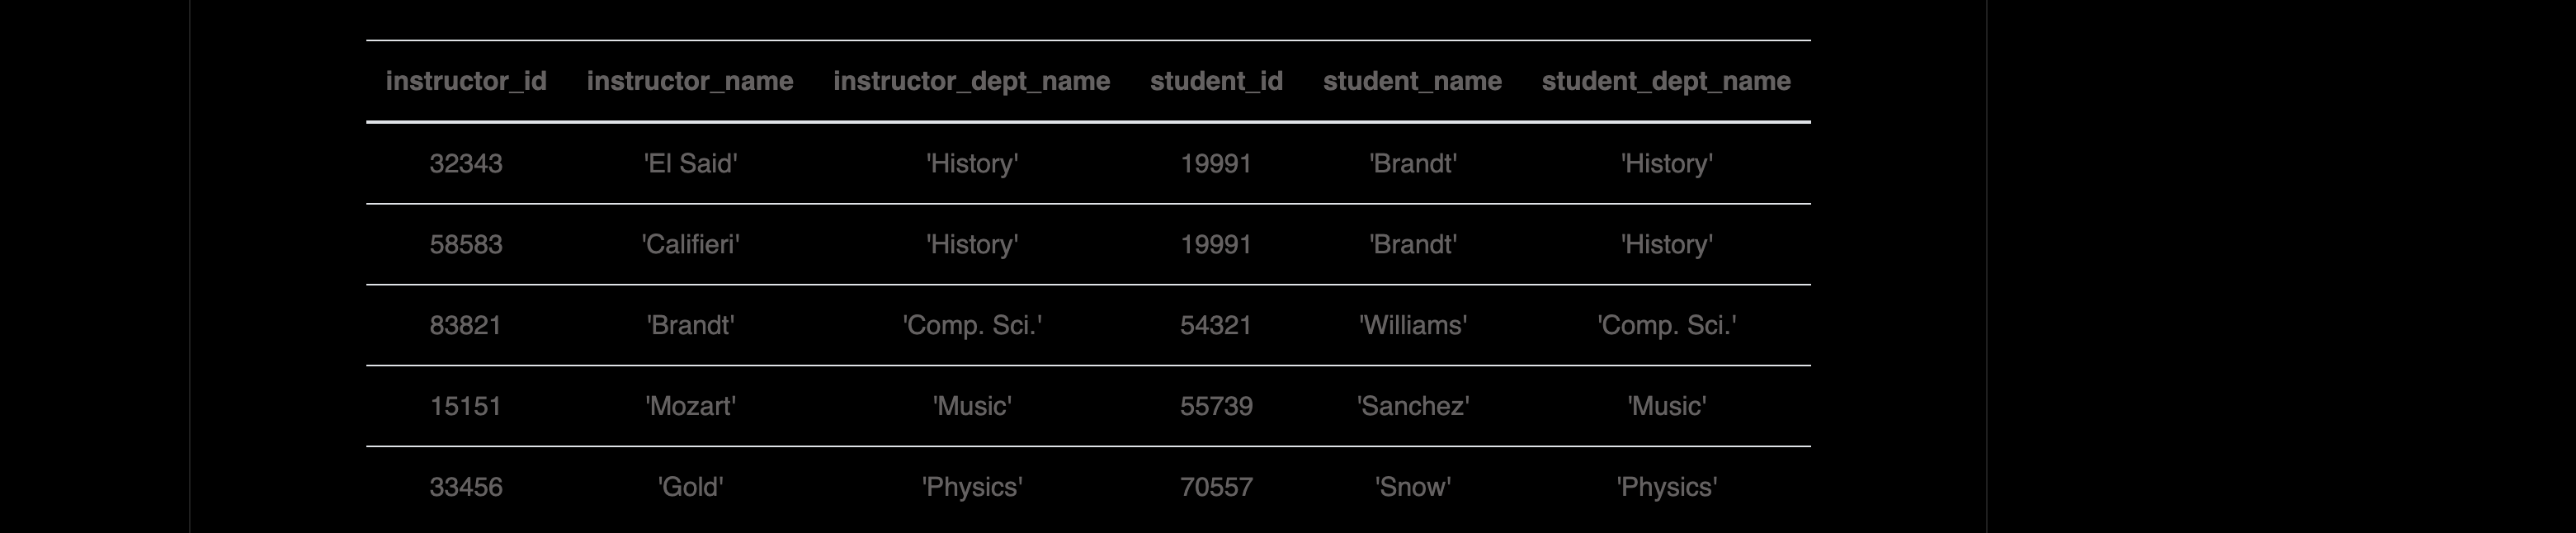 instructor_id instructor_name instructor_dept_name student_id student_name student_dept_name
32343 'El Said' 'History' 19991 'Brandt' 'History'
58583 'Califieri' 'History' 19991 'Brandt' 'History'
83821 'Brandt' 'Comp. Sci.' 54321 'Williams' 'Comp. Sci.'
15151 'Mozart' 'Music' 55739 'Sanchez' 'Music'
33456 'Gold' 'Physics' 70557 'Snow' 'Physics'